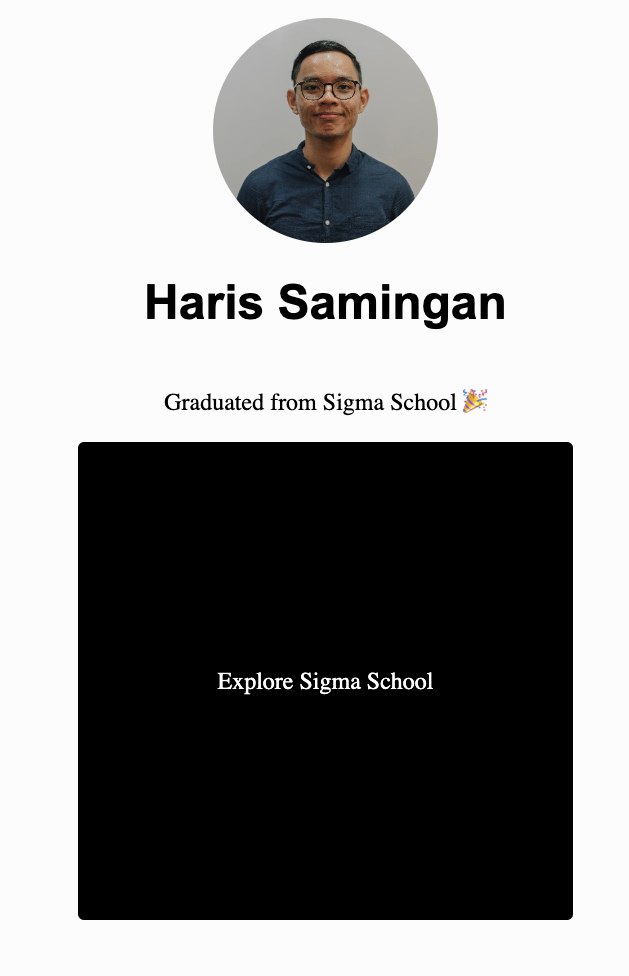 Haris Samingan
Graduated from Sigma School 🎉
Explore Sigma School